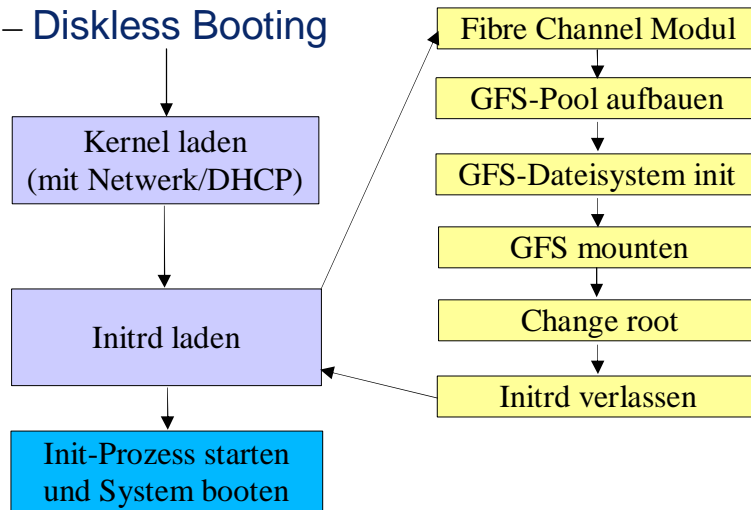 – Diskless Booting
Kernel laden
(mit Netwerk/DHCP)
Initrd laden
Init-Prozess starten
und System booten
Fibre Channel Modul
GFS-Pool aufbauen
GFS-Dateisystem init
GFS mounten
Change root
Initrd verlassen